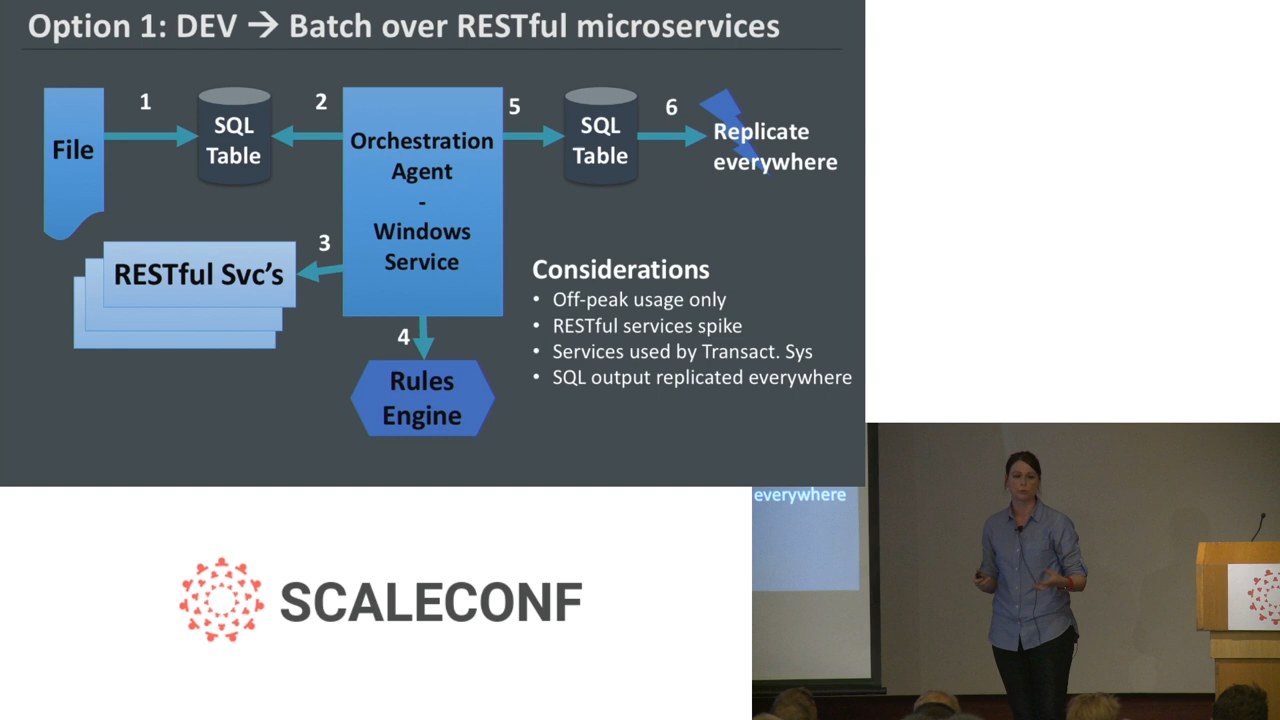 Option 1: DEV → Batch over RESTful microservices
1
2
5
6
File
SQL
Table
Orchestration
Agent
-
Windows
Service
SQL
Table
Replicate
everywhere
3
RESTful Svc's
4
Rules
Engine
Considerations
• Off-peak usage only
• RESTful services spike
• Services used by Transact. Sys
• SQL output replicated everywhere
everywhere
SCALECONF